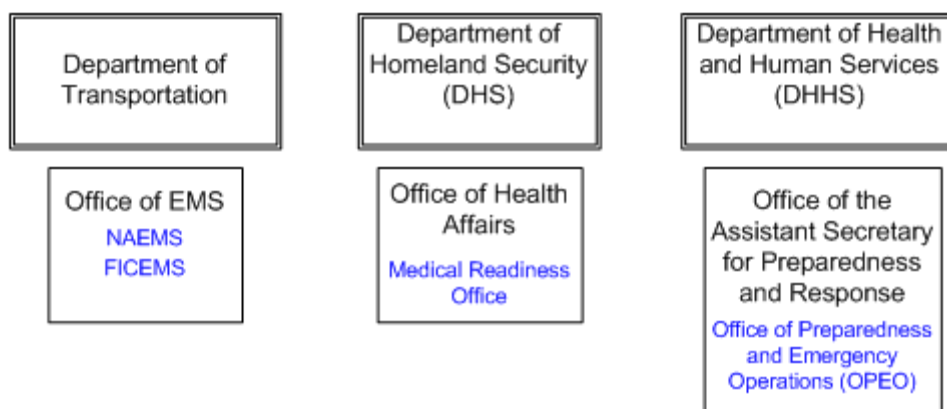 Department of
Transportation
Department of
Homeland Security
(DHS)
Department of Health
and Human Services
(DHHS)
Office of EMS
NAEMS
FICEMS
Office of Health
Affairs
Medical Readiness
Office
Office of the
Assistant Secretary
for Preparedness
and Response
Office of Preparedness
and Emergency
Operations (OPEO)